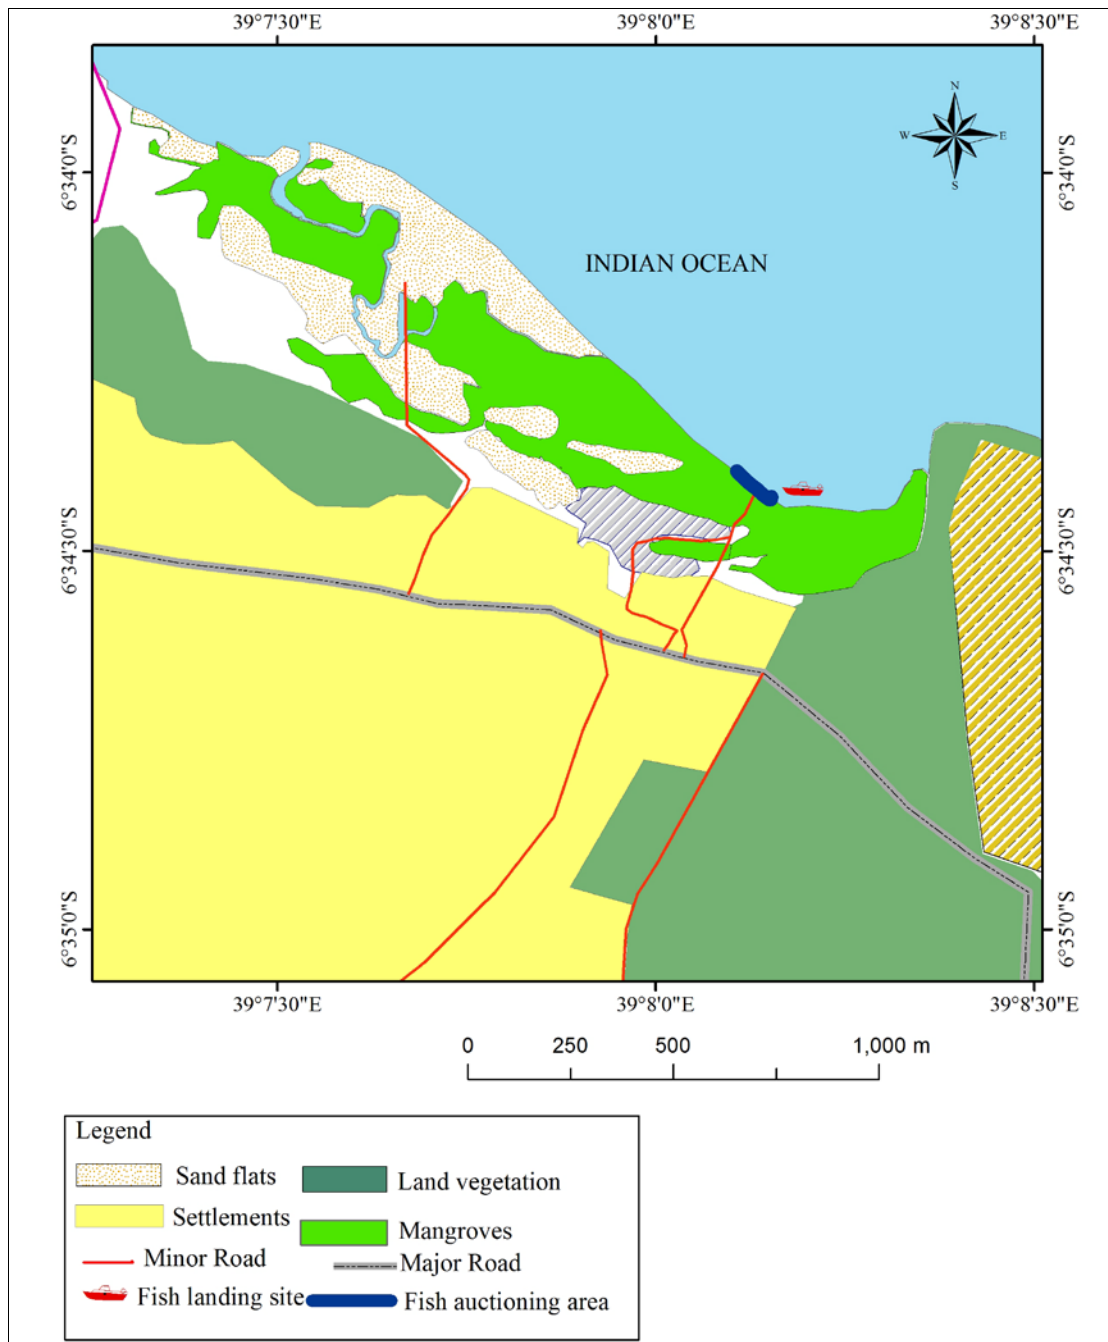 39°7'30"E 39°8'0"E 39°8'30"E
N
W E
S
6°34'0"S 6°34'0"S
INDIAN OCEAN
6°34'30"S 6°34'30"S
6°35'0"S 6°35'0"S
39°7'30"E 39°8'0"E 39°8'30"E
0 250 500 1,000 m
Legend
Sand flats Land vegetation
Settlements Mangroves
Minor Road Major Road
Fish landing site Fish auctioning area